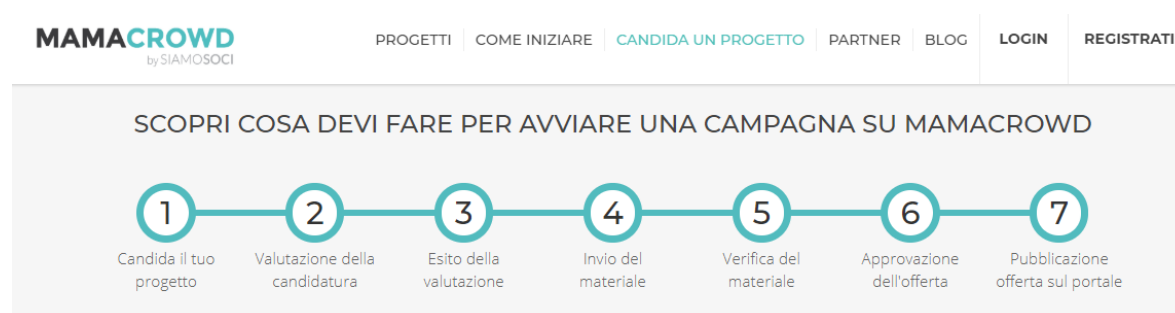 MAMACROWD
by SIAMOSOCI
PROGETTI COME INIZIARE CANDIDA UN PROGETTO PARTNER BLOG LOGIN REGISTRATI
SCOPRI COSA DEVI FARE PER AVVIARE UNA CAMPAGNA SU MAMACROWD
1 2 3 4 5 6 7
Candida il tuo
progetto
Valutazione della
candidatura
Esito della
valutazione
Invio del
materiale
Verifica del
materiale
Approvazione
dell'offerta
Pubblicazione
offerta sul portale